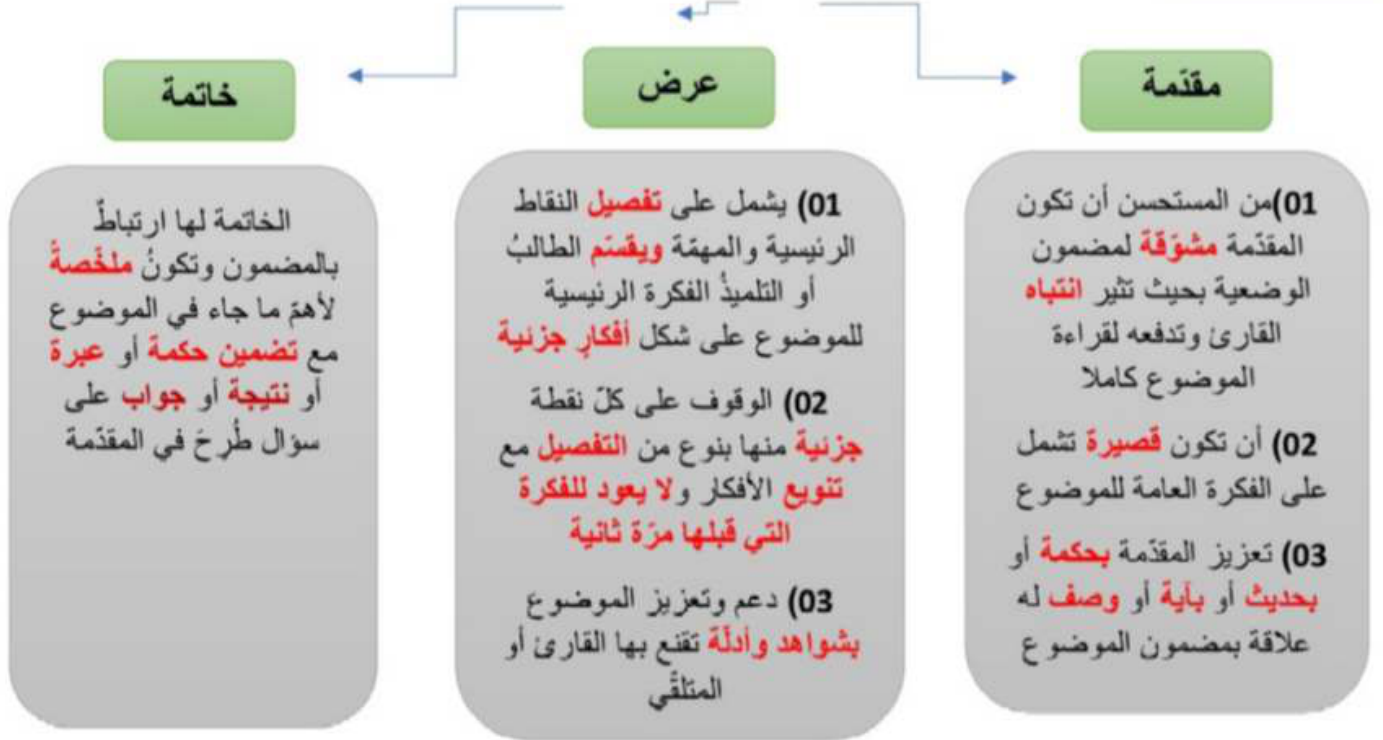 مقدّمة
01)من المستحسن أن تكون
المقدّمة مشوّقة لمضمون
الوضعية بحيث تثير انتباه
القارئ وتدفعه لقراءة
الموضوع كاملا
02) أن تكون قصيرة تشمل
على الفكرة العامة للموضوع
03) تعزيز المقدّمة بحكمة أو
بحديث أو بآية أو وصف له
علاقة بمضمون الموضوع
عرض
01) يشمل على تفصيل النقاط
الرئيسية والمهمّة ويقسّم الطالبُ
أو التلميذُ الفكرة الرئيسية
للموضوع على شكل أفكارٍ جزئية
02) الوقوف على كلّ نقطة
جزئية منها بنوع من التفصيل مع
تنويع الأفكار ولا يعود للفكرة
التي قبلها مرّة ثانية
03) دعم وتعزيز الموضوع
بشواهد وأدلّة تقنع بها القارئ أو
المتلقّي
خاتمة
الخاتمة لها ارتباطٌ
بالمضمون وتكونُ ملخّصةُ
لأهمّ ما جاء في الموضوع
مع تضمين حكمة أو عبرة
أو نتيجة أو جواب على
سؤال طُرِحَ في المقدّمة